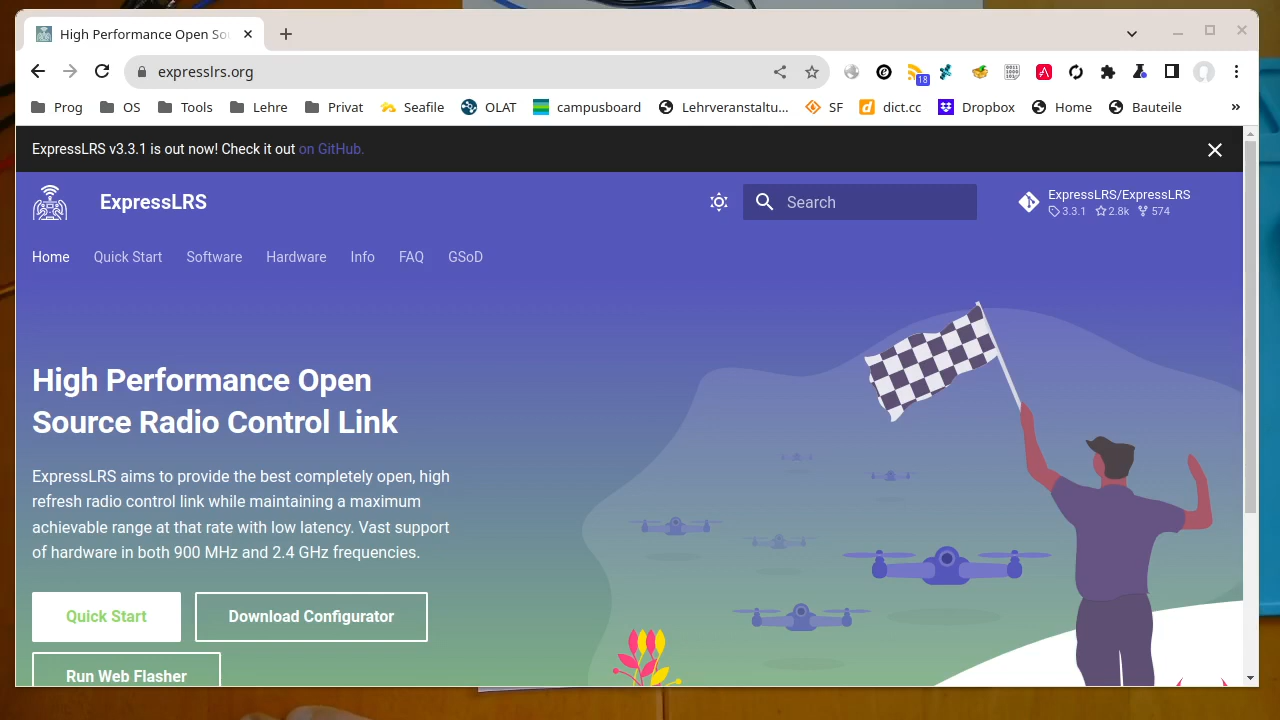 High Performance Open So
expresslrs.org
18
Prog OS Tools Lehre Privat Seafile OLAT campusboard Lehrveranstaltu... SF dict.cc Dropbox Home Bauteile »
ExpressLRS v3.3.1 is out now! Check it out on GitHub.
ExpressLRS
Search
ExpressLRS/ExpressLRS
3.3.1 2.8k 574
Home Quick Start Software Hardware Info FAQ GSoD
High Performance Open
Source Radio Control Link
ExpressLRS aims to provide the best completely open, high
refresh radio control link while maintaining a maximum
achievable range at that rate with low latency. Vast support
of hardware in both 900 MHz and 2.4 GHz frequencies.
Quick Start Download Configurator
Run Web Flasher